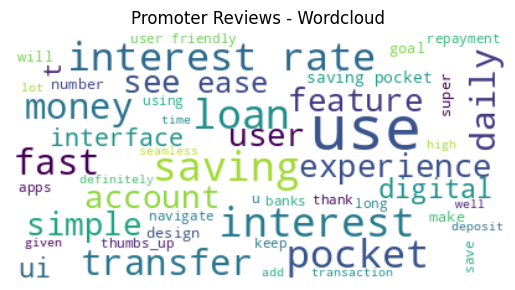 Promoter Reviews - Wordcloud
user friendly
repayment
will
interest rate
goal
t
see ease
saving pocket
daily
lot
number
using
feature
super
money
time
loan
use
interface
user
high
fast
seamless
saving
experience
apps
definitely
digital
account
u
banks
thank
long
well
simple
navigate
interest
make
deposit
given
thumbs_up
design
keep
pocket
save
ui
transfer
add
transaction